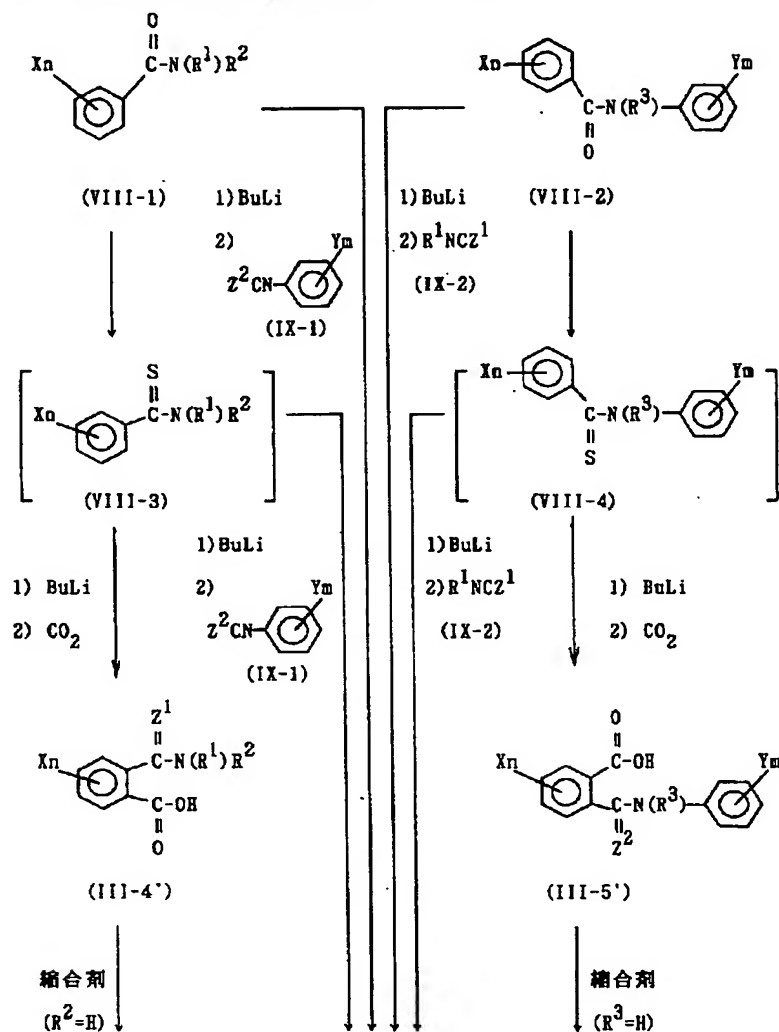 O
Xn C-N(R¹)R²
(VIII-1)
Xn Ym
C-N(R³)
O
(VIII-2)
1)BuLi
2)
Ym
Z²CN
(IX-1)
1)BuLi
2)R¹NCZ¹
(IX-2)
S
Xn C-N(R¹)R²
(VIII-3)
Xn Ym
C-N(R³)
S
(VIII-4)
1) BuLi
2) CO₂
1)BuLi
2)
Ym
Z²CN
(IX-1)
1)BuLi
2)R¹NCZ¹
(IX-2)
1) BuLi
2) CO₂
Z¹
Xn C-N(R¹)R²
C-OH
O
(III-4')
O
Xn C-OH Ym
C-N(R³)
Z²
(III-5')
縮合剤
(R²=H)
縮合剤
(R³=H)